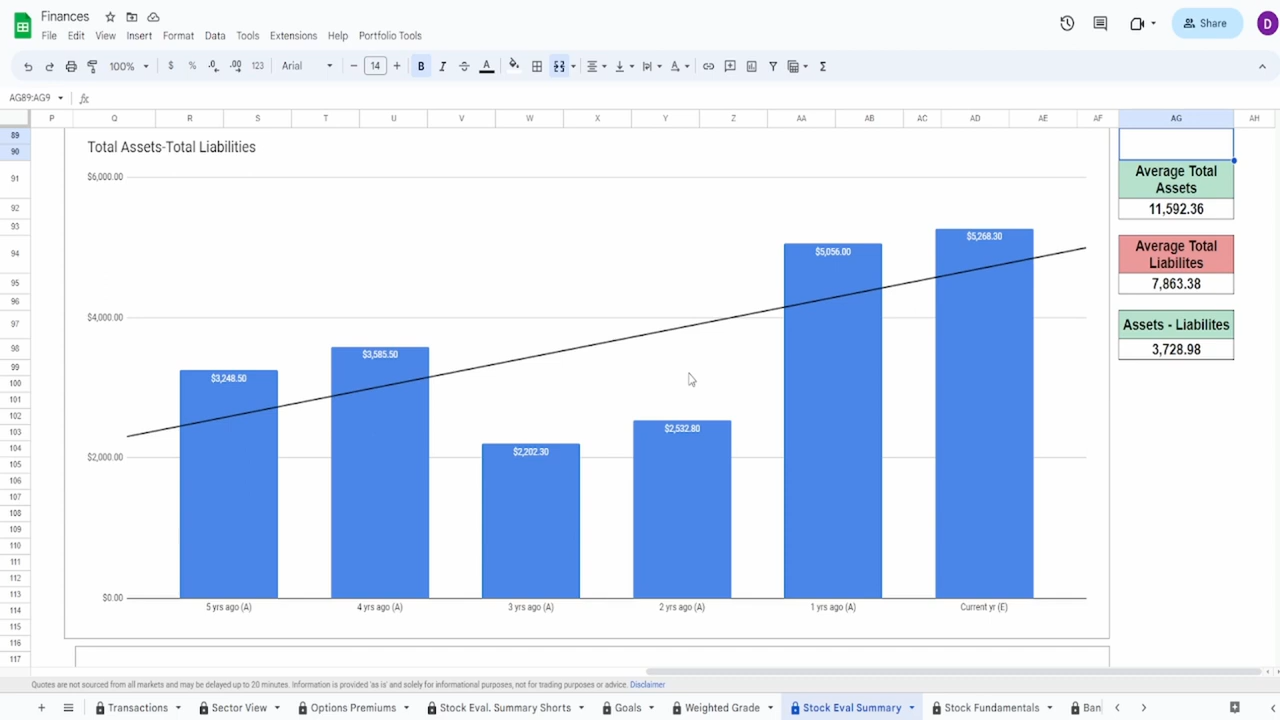 Finances
File Edit View Insert Format Data Tools Extensions Help Portfolio Tools
Share
D
100% $ % .0 .00 123 Arial 14 B I A Σ
AG89:AG9 fx
P Q R S T U V W X Y Z AA AB AC AD AE AF AG AH
89
90
91
92
93
94
95
96
97
98
99
100
101
102
103
104
105
106
107
108
109
110
111
112
113
114
115
116
117
Total Assets-Total Liabilities
$6,000.00
$4,000.00
$2,000.00
$0.00
$3,248.50
$3,585.50
$2,202.30
$2,532.80
$5,056.00
$5,268.30
5 yrs ago (A) 4 yrs ago (A) 3 yrs ago (A) 2 yrs ago (A) 1 yrs ago (A) Current yr (E)
Average Total
Assets
11,592.36
Average Total
Liabilites
7,863.38
Assets - Liabilites
3,728.98
Quotes are not sourced from all markets and may be delayed up to 20 minutes. Information is provided 'as is' and solely for informational purposes, not for trading purposes or advice. Disclaimer
Transactions Sector View Options Premiums Stock Eval. Summary Shorts Goals Weighted Grade Stock Eval Summary Stock Fundamentals Ban